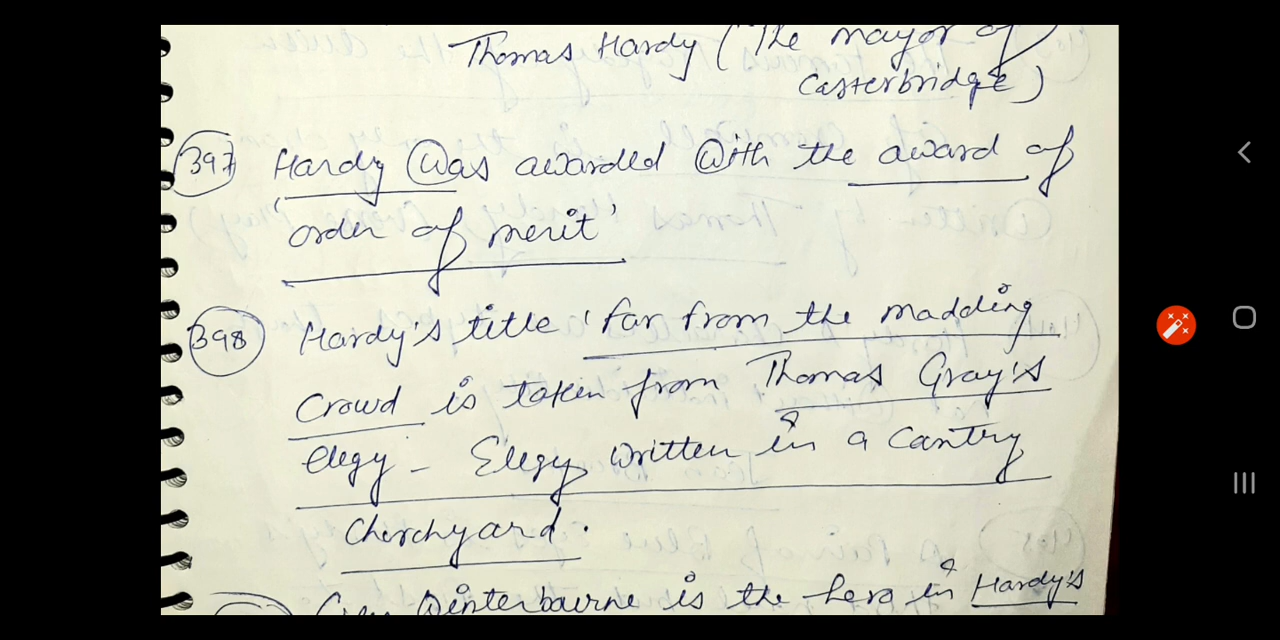 Thomas Hardy (The mayor of
Casterbridge)
397 Hardy was awarded with the award of
'order of merit'
398 Hardy's title 'far from the madding
Crowd is taken from Thomas Gray's
elegy - Elegy written in a Cantry
Cherchyard.
Winterbourne is the hero in Hardy's